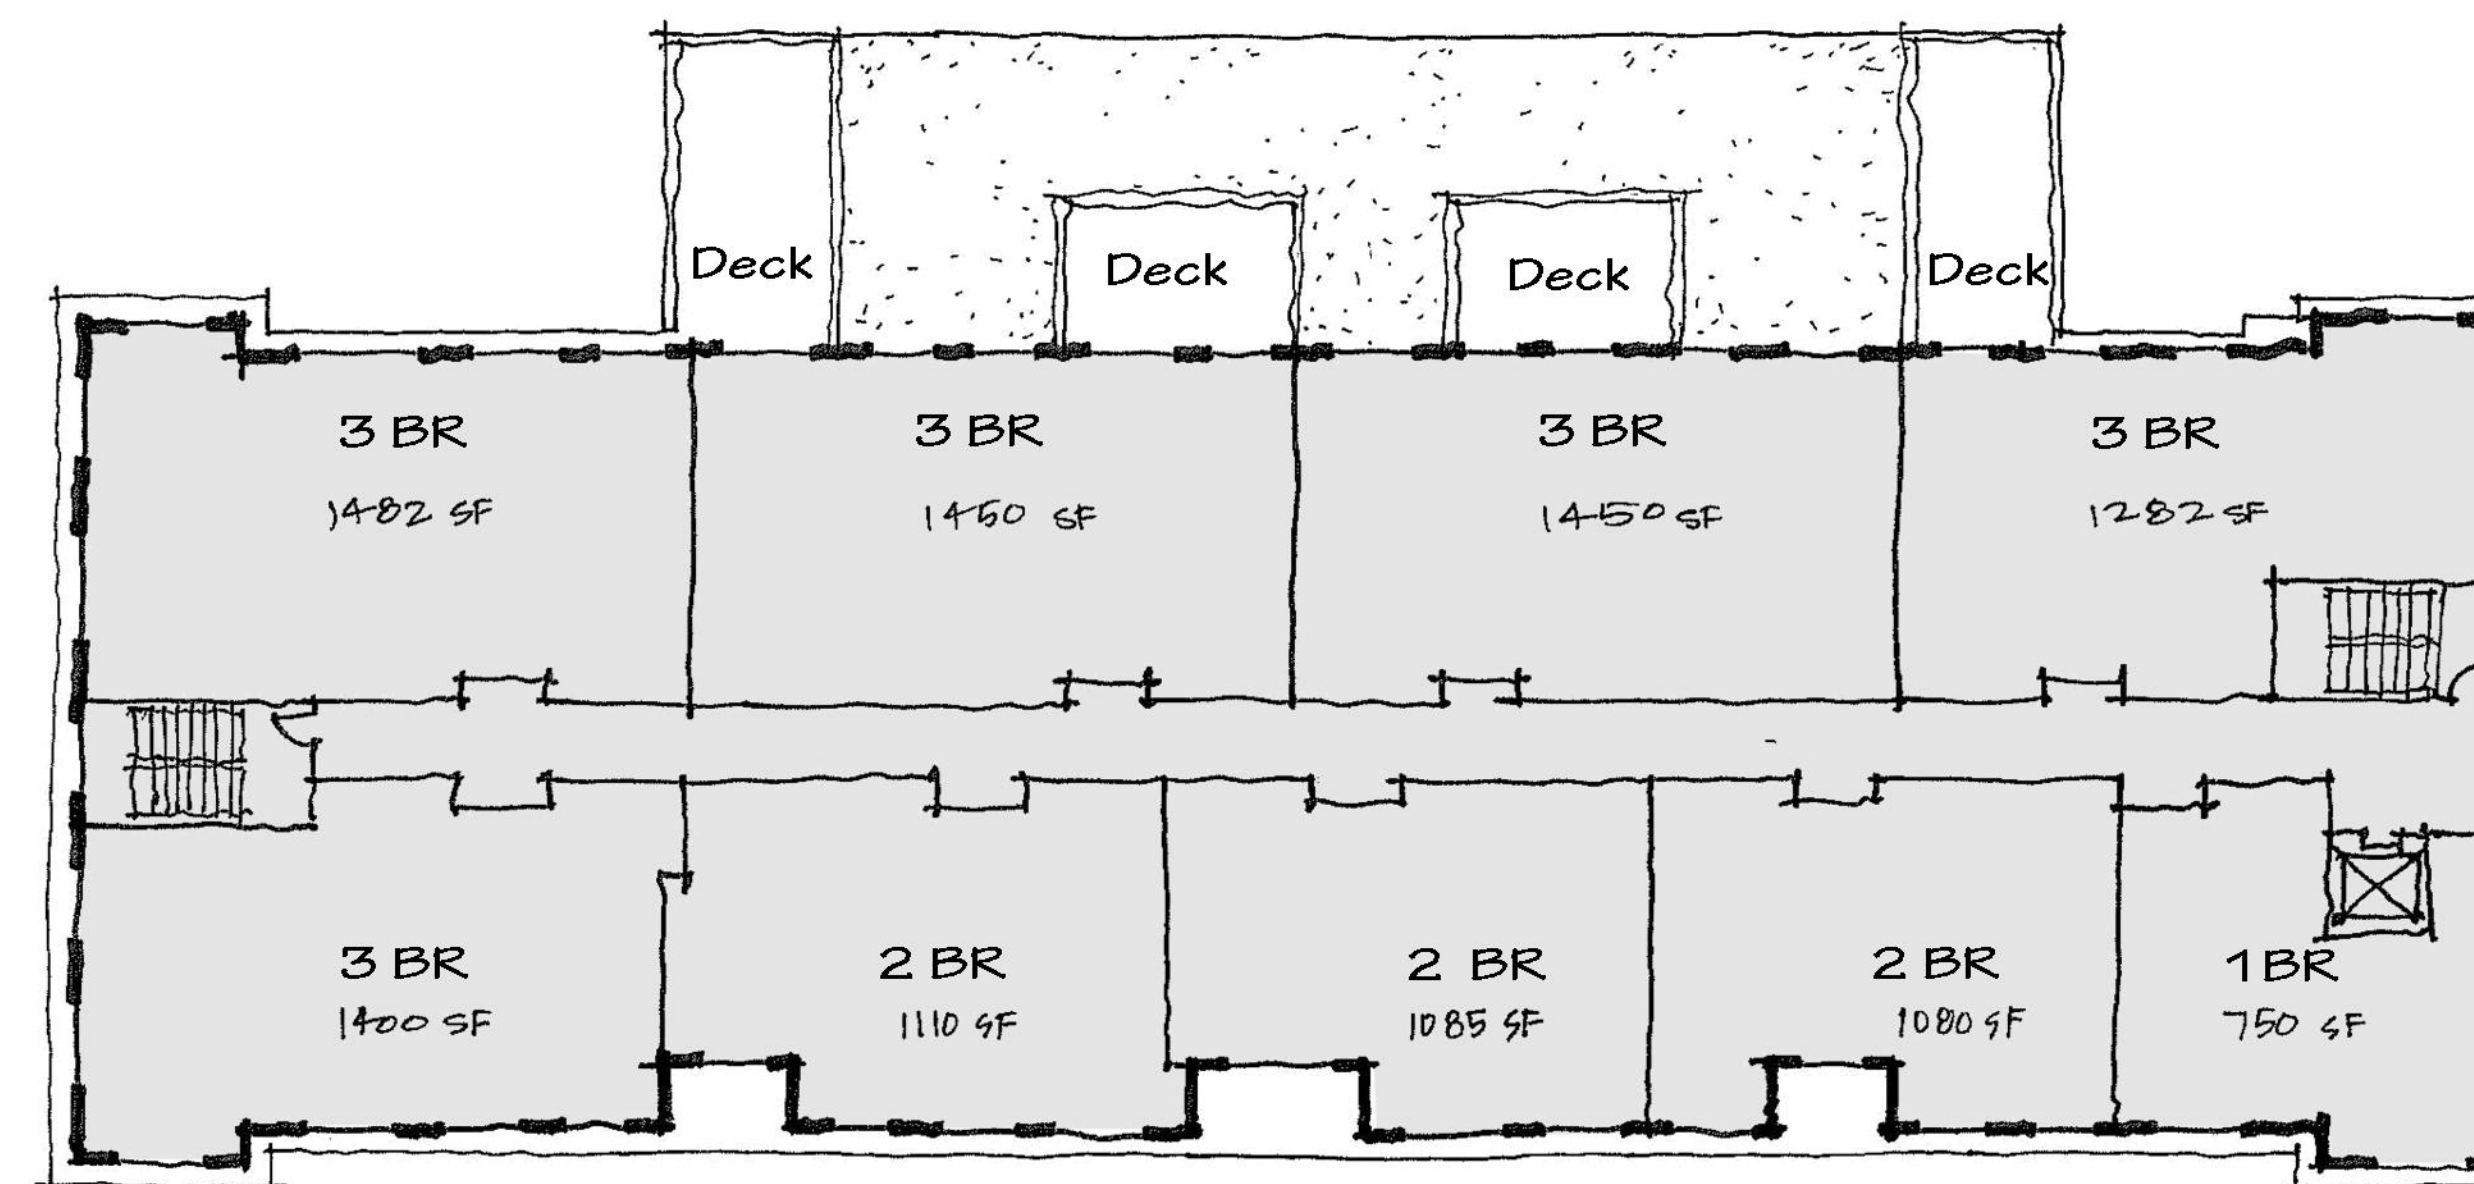 Deck
Deck
Deck
Deck
3 BR
1482 SF
3 BR
1450 SF
3 BR
1450 SF
3 BR
1282 SF
3 BR
1400 SF
2 BR
1110 SF
2 BR
1085 SF
2 BR
1080 SF
1 BR
750 SF